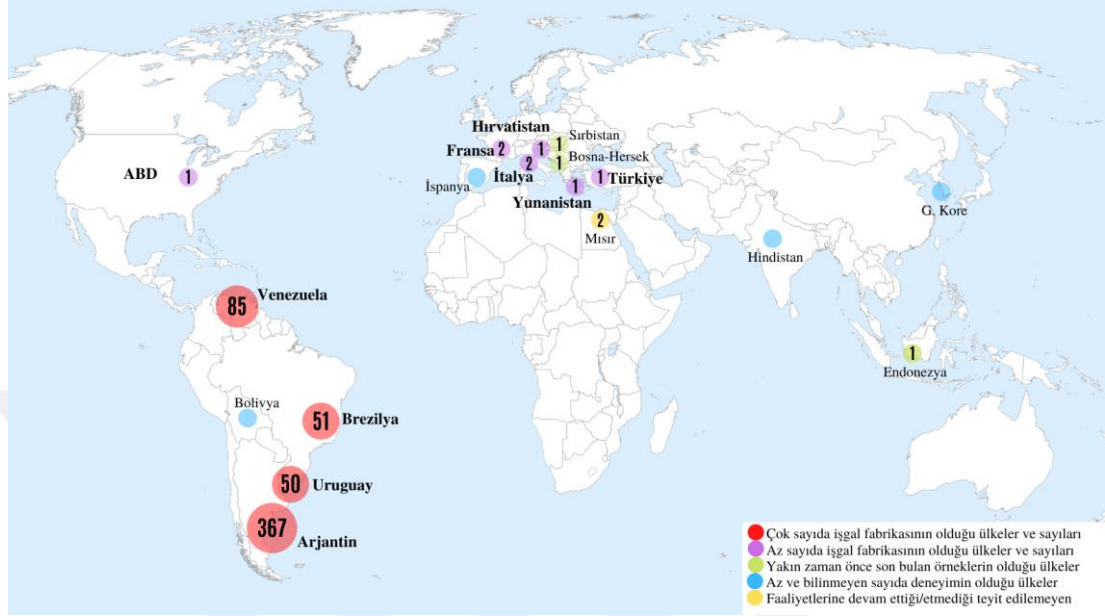 Hırvatistan
1
1
Sırbistan
Fransa 2
Bosna-Hersek
2
1
ABD
1
İtalya
1
Türkiye
İspanya
1
Yunanistan
2
Mısır
G. Kore
Hindistan
85
Venezuela
1
Endonezya
Bolivya
51
Brezilya
50
Uruguay
367
Arjantin
Çok sayıda işgal fabrikasının olduğu ülkeler ve sayıları
Az sayıda işgal fabrikasının olduğu ülkeler ve sayıları
Yakın zaman önce son bulan örneklerin olduğu ülkeler
Az ve bilinmeyen sayıda deneyimin olduğu ülkeler
Faaliyetlerine devam ettiği/etmediği teyit edilemeyen